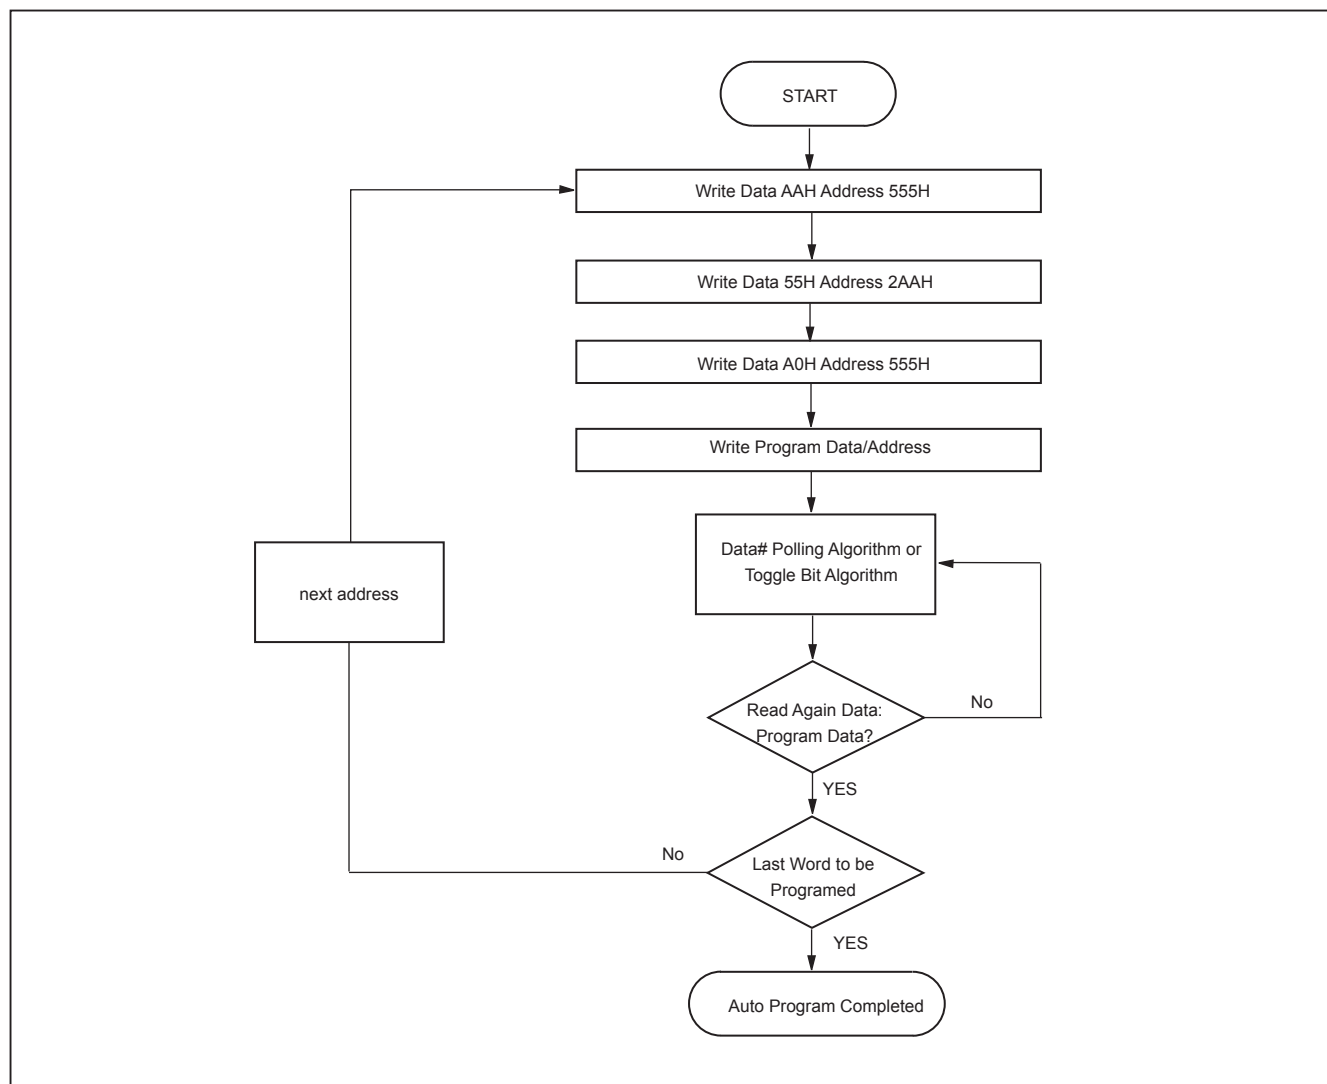 START
Write Data AAH Address 555H
Write Data 55H Address 2AAH
Write Data A0H Address 555H
Write Program Data/Address
Data# Polling Algorithm or
Toggle Bit Algorithm
next address
Read Again Data:
Program Data?
No
YES
No
Last Word to be
Programed
YES
Auto Program Completed